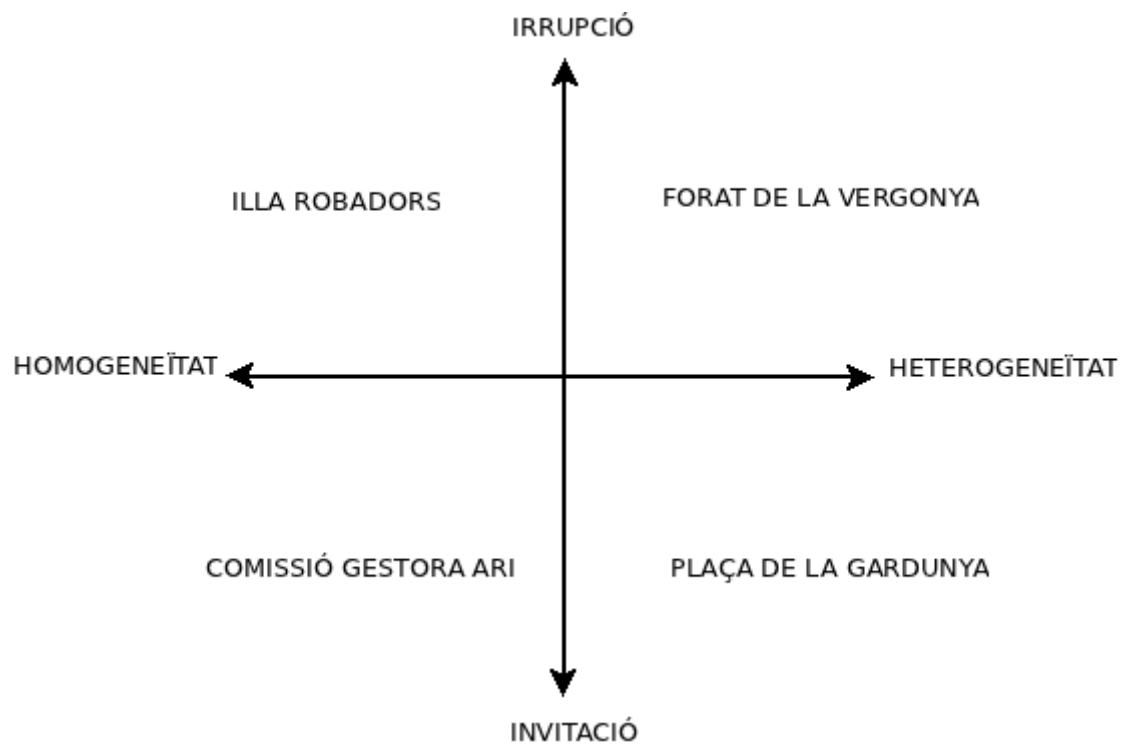 IRRUPCIÓ
ILLA ROBADORS
FORAT DE LA VERGONYA
HOMOGENEÏTAT
HETEROGENEÏTAT
COMISSIÓ GESTORA ARI
PLAÇA DE LA GARDUNYA
INVITACIÓ